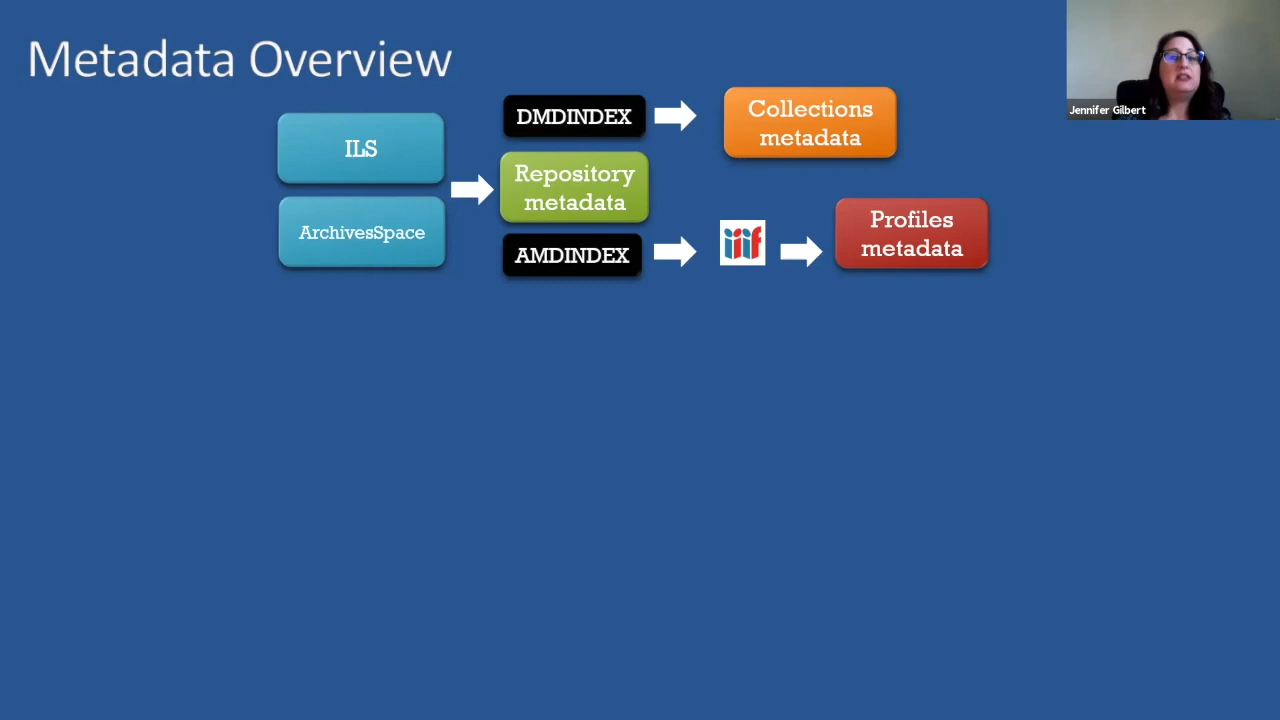 Metadata Overview
ILS
ArchivesSpace
DMDINDEX
Repository
metadata
AMDINDEX
Collections
metadata
iiif
Profiles
metadata
Jennifer Gilbert